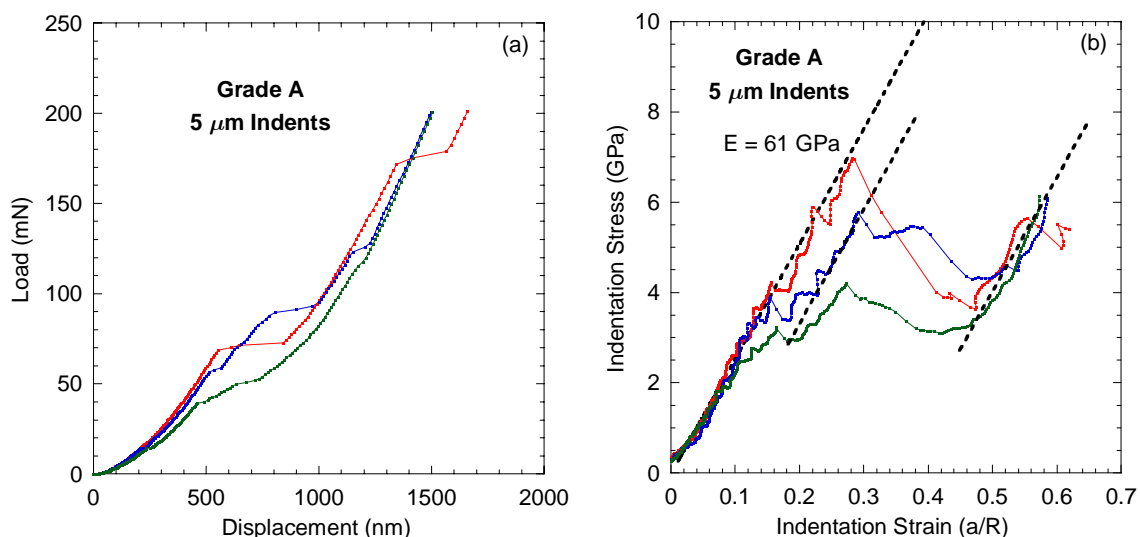 (a)
Grade A
5 μm Indents
Load (mN)
250
200
150
100
50
0
0 500 1000 1500 2000
Displacement (nm)
(b)
Grade A
5 μm Indents
E = 61 GPa
Indentation Stress (GPa)
10
8
6
4
2
0
0 0.1 0.2 0.3 0.4 0.5 0.6 0.7
Indentation Strain (a/R)